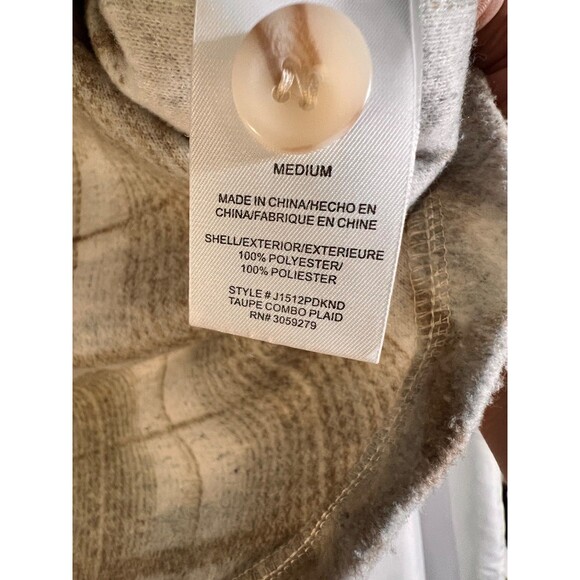 MEDIUM
MADE IN CHINA/HECHO EN
CHINA/FABRIQUE EN CHINE
SHELL/EXTERIOR/EXTERIEURE
100% POLYESTER/
100% POLIESTER
STYLE # J1512PDKND
TAUPE COMBO PLAID
RN# 3059279